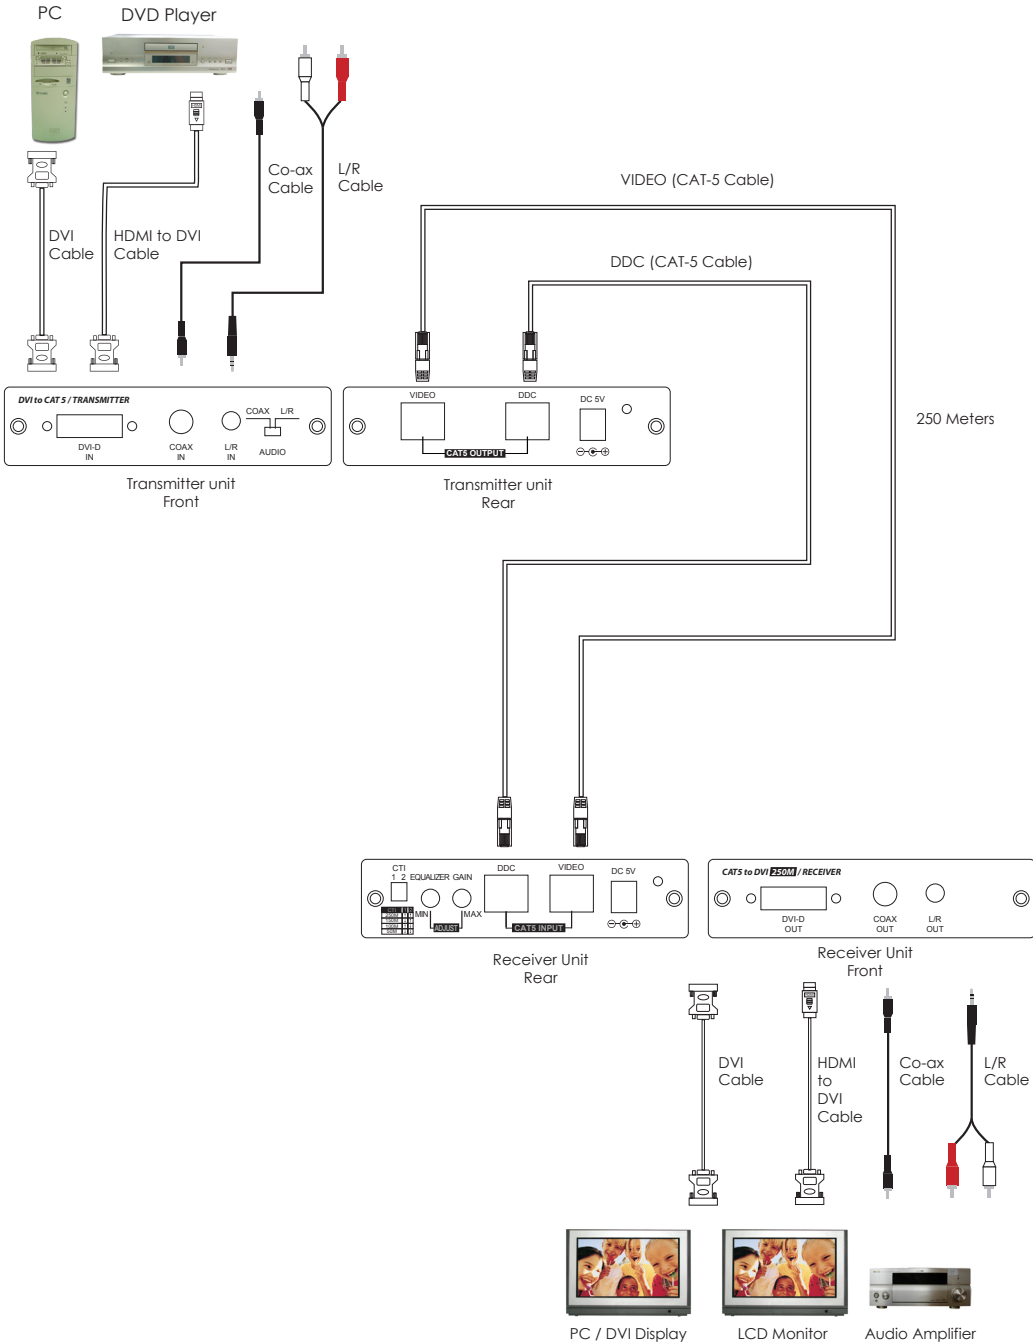 PC
DVD Player
Co-ax
Cable
L/R
Cable
DVI
Cable
HDMI to DVI
Cable
VIDEO (CAT-5 Cable)
DDC (CAT-5 Cable)
250 Meters
DVI to CAT 5 / TRANSMITTER
DVI-D
IN
COAX
IN
L/R
IN
COAX L/R
AUDIO
Transmitter unit
Front
VIDEO
DDC
DC 5V
CAT5 OUTPUT
Transmitter unit
Rear
CTI
1 2
EQUALIZER GAIN
MIN
MAX
ADJUST
DDC
VIDEO
DC 5V
CAT5 INPUT
Receiver Unit
Rear
CAT5 to DVI 250M / RECEIVER
DVI-D
OUT
COAX
OUT
L/R
OUT
Receiver Unit
Front
DVI
Cable
HDMI
to
DVI
Cable
Co-ax
Cable
L/R
Cable
PC / DVI Display
LCD Monitor
Audio Amplifier